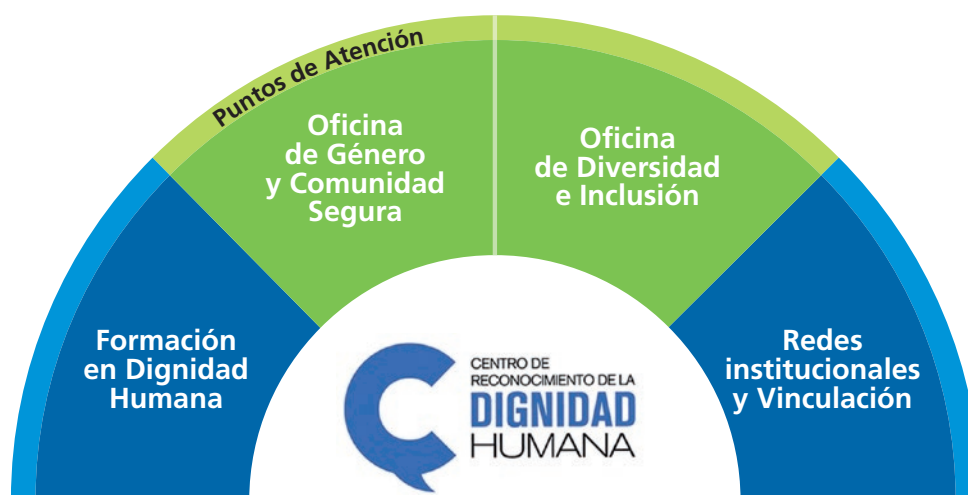 Puntos de Atención
Oficina
de Género
y Comunidad
Segura
Oficina
de Diversidad
e Inclusión
Formación
en Dignidad
Humana
Redes
institucionales
y Vinculación
CENTRO DE
RECONOCIMIENTO DE LA
DIGNIDAD
HUMANA